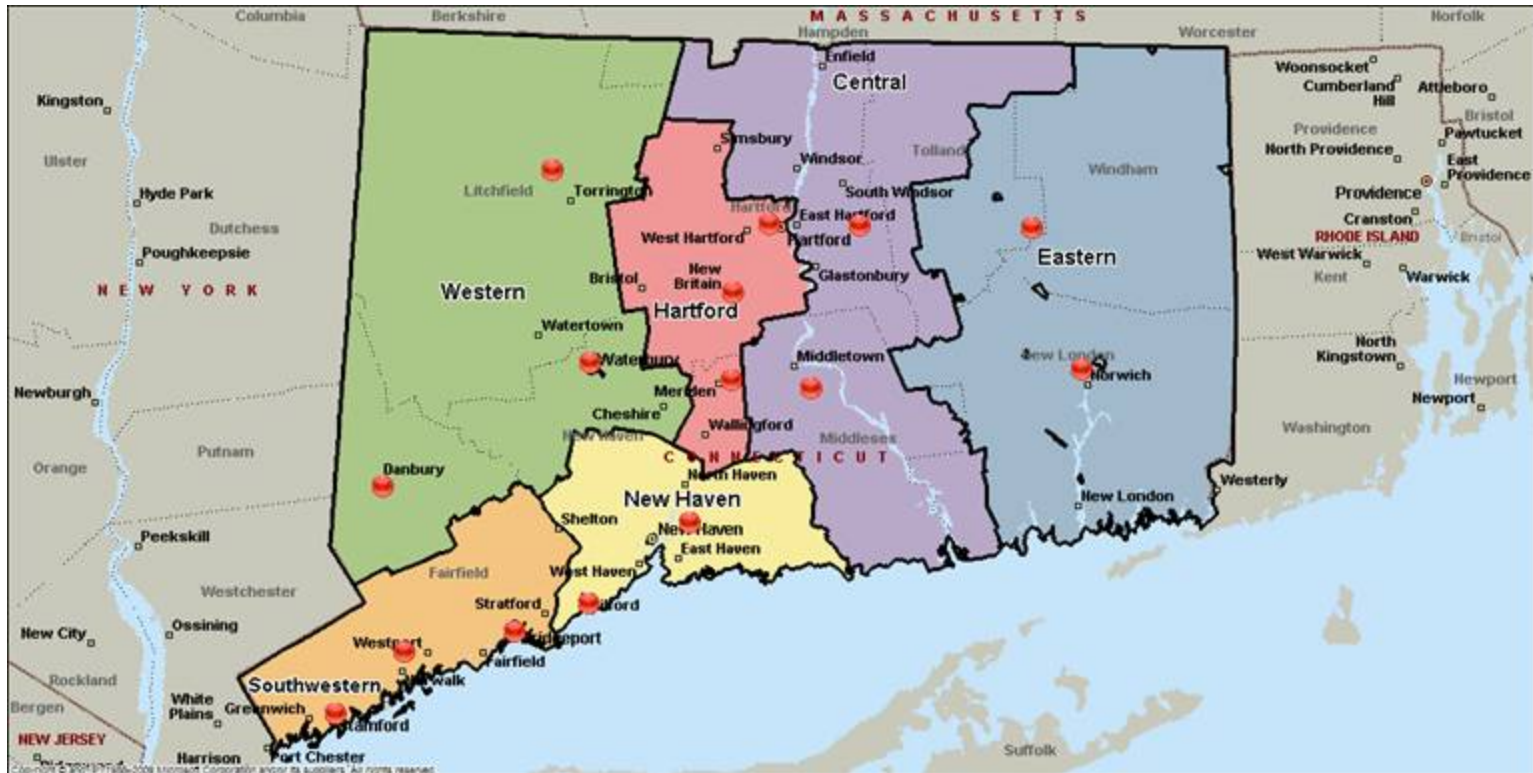 Columbia
Berkshire
MASSACHUSETTS
Hampden
Worcester
Norfolk
Enfield
Central
Woonsocket
Cumberland
Hill
Attleboro
Bristol
Kingston
Ulster
Simsbury
Windsor
Tolland
Windham
Providence
Pawtucket
North Providence
East
Providence
Hyde Park
Dutchess
Litchfield
Torrington
South Windsor
Providence
Cranston
RHODE ISLAND
Bristol
Hartford
East Hartford
West Hartford
Hartford
Poughkeepsie
Eastern
West Warwick
Kent
Warwick
NEW YORK
Western
Bristol
New
Britain
Glastonbury
Hartford
Watertown
Waterbury
Middletown
New London
Norwich
North
Kingstown
Newport
Newport
Newburgh
Meriden
Cheshire
Wallingford
New Haven
Middlesex
Washington
CONNECTICUT
Putnam
Orange
Danbury
North Haven
New Haven
Westerly
New London
Shelton
New Haven
East Haven
West Haven
Peekskill
Fairfield
Westchester
Stratford
Milford
Bridgeport
New City
Ossining
Westport
Fairfield
Norwalk
Rockland
Southwestern
White
Plains
Greenwich
Stamford
Bergen
NEW JERSEY
Harrison
Port Chester
Suffolk